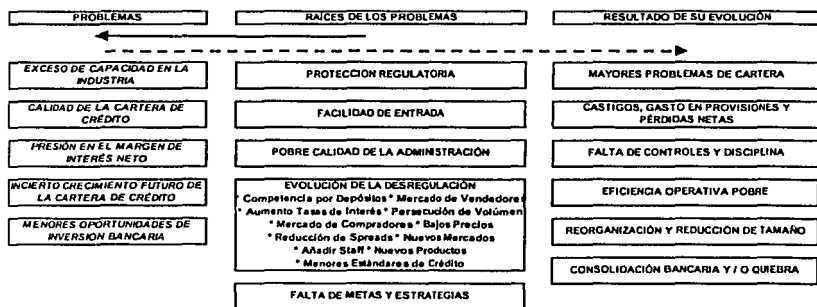 PROBLEMAS
RAÍCES DE LOS PROBLEMAS
RESULTADO DE SU EVOLUCIÓN
EXCESO DE CAPACIDAD EN LA
INDUSTRIA
CALIDAD DE LA CARTERA DE
CRÉDITO
PRESIÓN EN EL MARGEN DE
INTERÉS NETO
INCIERTO CRECIMIENTO FUTURO DE
LA CARTERA DE CRÉDITO
MENORES OPORTUNIDADES DE
INVERSION BANCARIA
PROTECCIÓN REGULATORIA
FACILIDAD DE ENTRADA
POBRE CALIDAD DE LA ADMINISTRACIÓN
EVOLUCIÓN DE LA DESREGULACIÓN
* Competencia por Depósitos * Mercado de Vendedores
* Aumento Tasas de Interés * Persecución de Volúmen
* Mercado de Compradores * Bajos Precios
* Reducción de Spreads * Nuevos Mercados
* Añadir Staff * Nuevos Productos
* Menores Estándares de Crédito
FALTA DE METAS Y ESTRATEGIAS
MAYORES PROBLEMAS DE CARTERA
CASTIGOS, GASTO EN PROVISIONES Y
PÉRDIDAS NETAS
FALTA DE CONTROLES Y DISCIPLINA
EFICIENCIA OPERATIVA POBRE
REORGANIZACIÓN Y REDUCCIÓN DE TAMAÑO
CONSOLIDACIÓN BANCARIA Y / O QUIEBRA